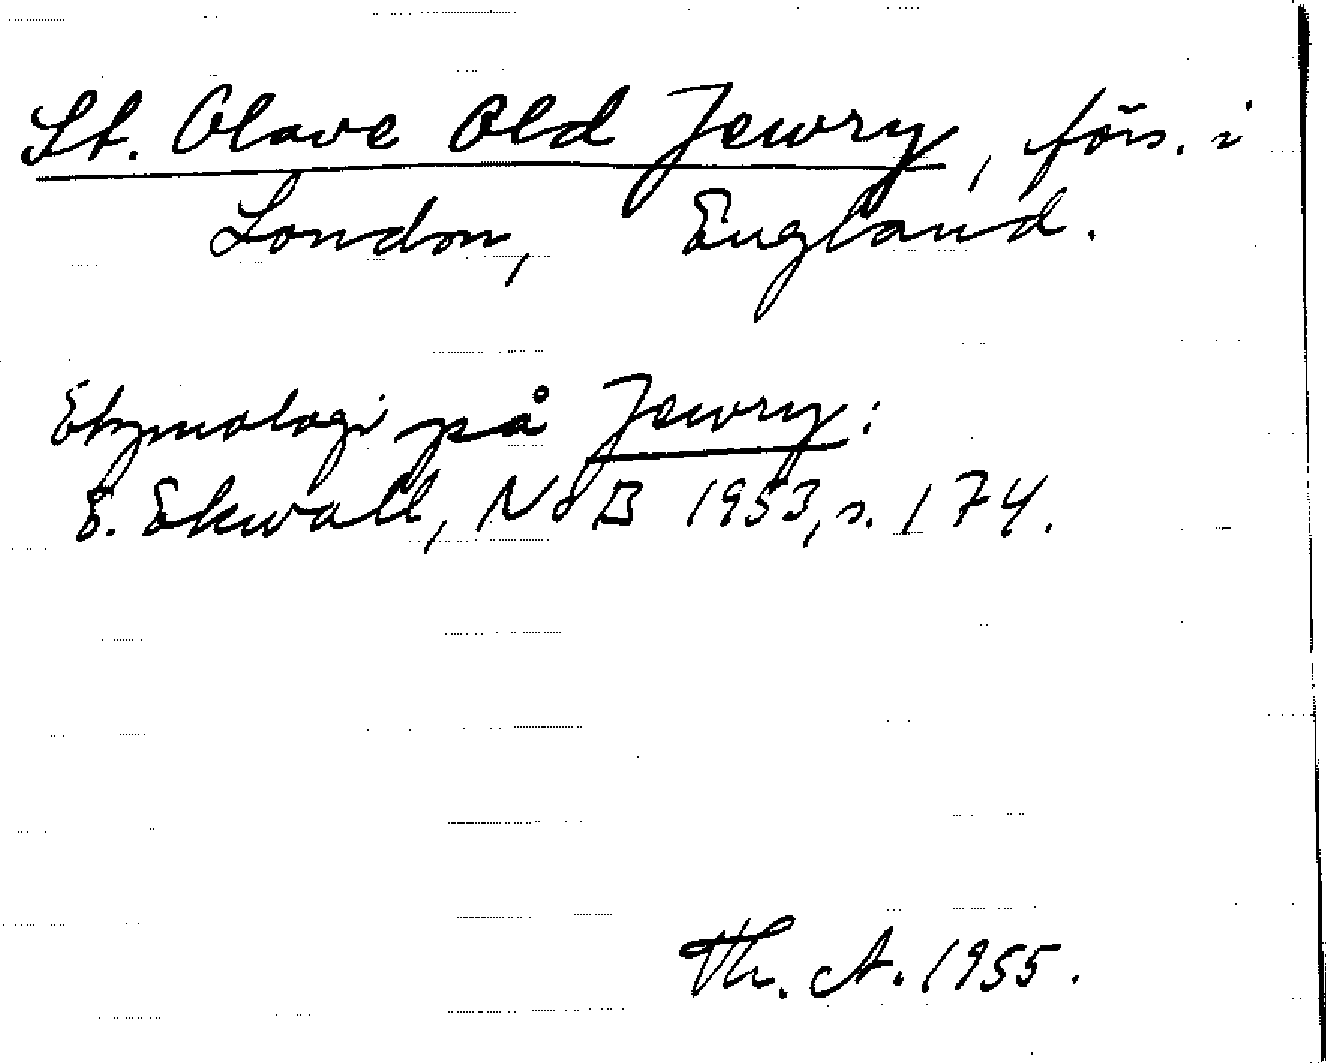 St. Olave Old Jewry, förs. i
London, England.
Etymologi på Jewry:
E. Ekwall, NoB 1953, s. 174.
Th. A. 1955.